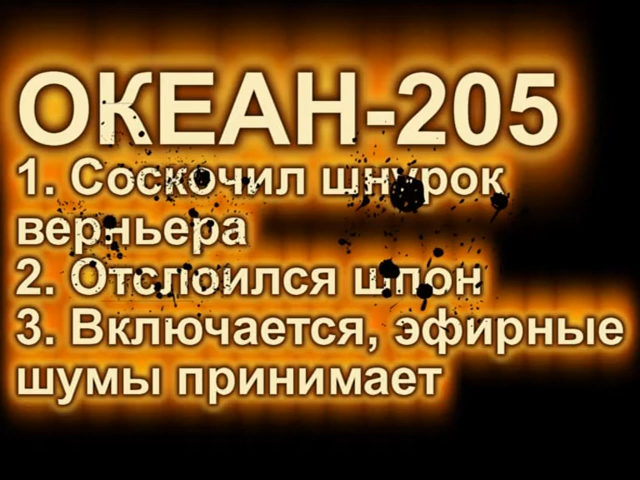 ОКЕАН-205
1. Соскочил шнурок
верньера
2. Отслоился шпон
3. Включается, эфирные
шумы принимает